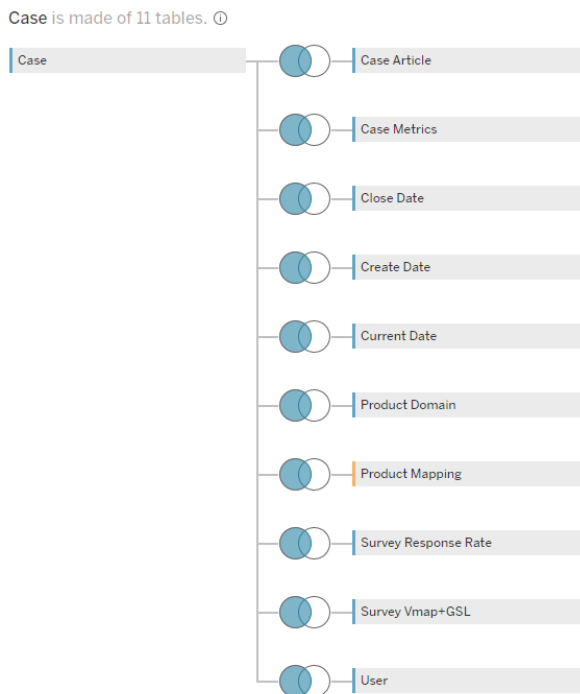 Case is made of 11 tables.
Case
Case Article
Case Metrics
Close Date
Create Date
Current Date
Product Domain
Product Mapping
Survey Response Rate
Survey Vmap+GSL
User